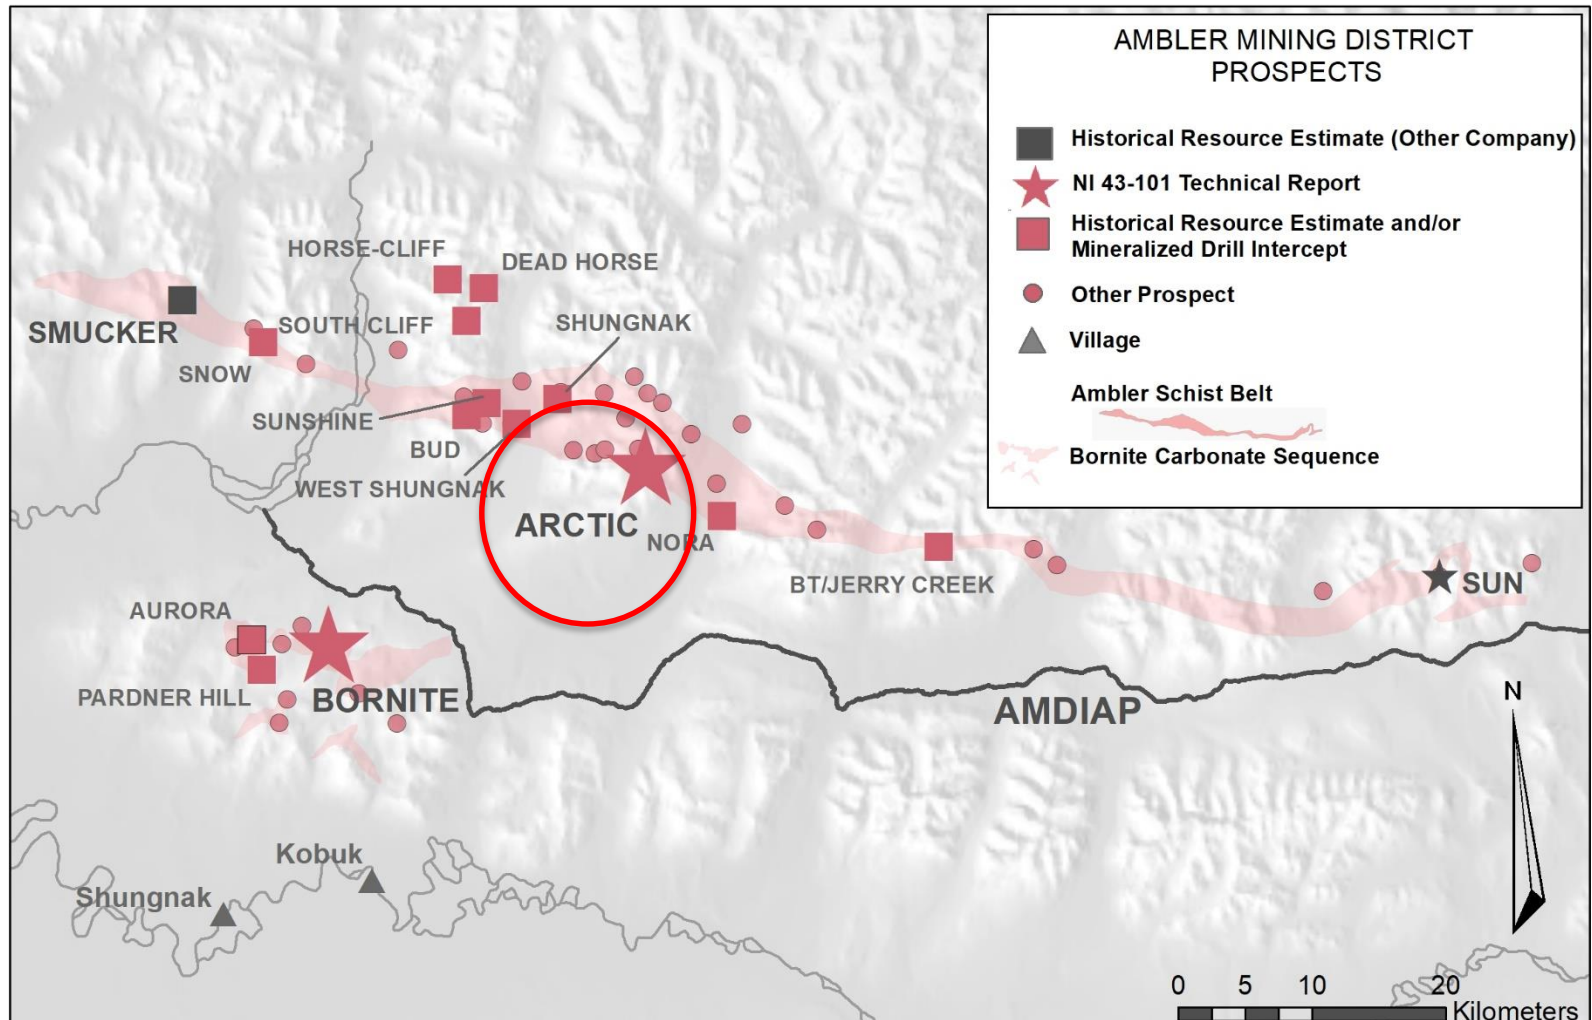 AMBLER MINING DISTRICT
PROSPECTS
Historical Resource Estimate (Other Company)
NI 43-101 Technical Report
Historical Resource Estimate and/or
Mineralized Drill Intercept
Other Prospect
Village
Ambler Schist Belt
Bornite Carbonate Sequence
HORSE-CLIFF
DEAD HORSE
SMUCKER
SOUTH CLIFF
SHUNGNAK
SNOW
SUNSHINE
BUD
WEST SHUNGNAK
ARCTIC
NORA
BT/JERRY CREEK
SUN
AURORA
PARDNER HILL
BORNITE
AMDIAP
N
Kobuk
Shungnak
0 5 10 20
Kilometers